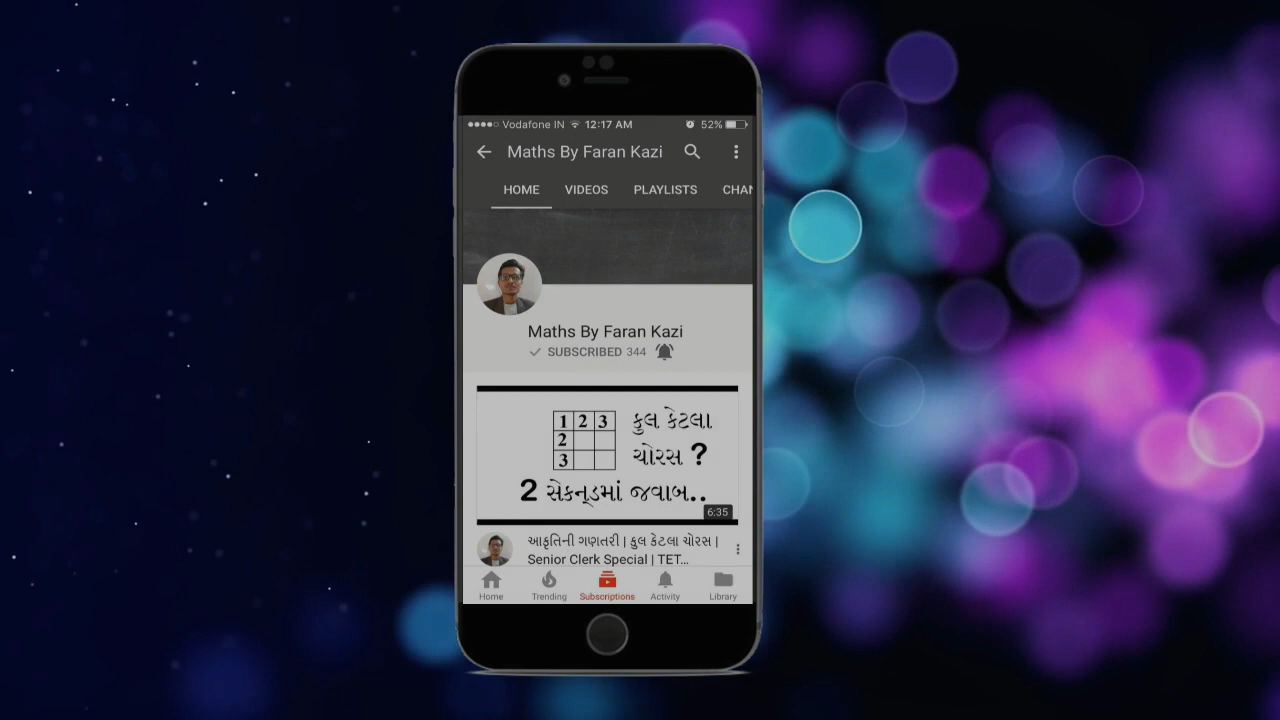 Vodafone IN 12:17 AM 52%
Maths By Faran Kazi
HOME VIDEOS PLAYLISTS CHAN
Maths By Faran Kazi
SUBSCRIBED 344
1 2 3
2
3
કુલ કેટલા
ચોરસ ?
2 સેકન્ડમાં જવાબ..
6:35
આકૃતિની ગણતરી | કુલ કેટલા ચોરસ |
Senior Clerk Special | TET...
Home Trending Subscriptions Activity Library